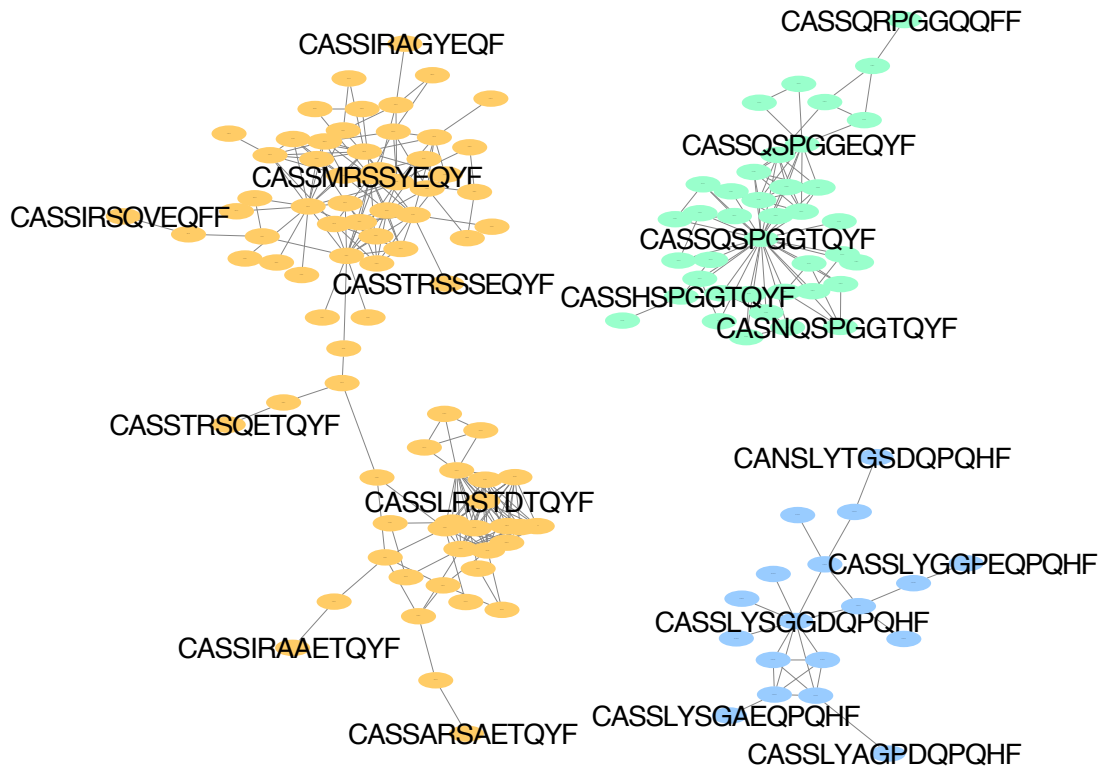 CASSIRAGYEQF
CASSMRSSYEQYF
CASSIRSQVEQFF
CASSTRSSSEQYF
CASSTRSQETQYF
CASSLRSTDTQYF
CASSIRAAETQYF
CASSARSAETQYF
CASSQRPGGQQFF
CASSQSPGGEQYF
CASSQSPGGTQYF
CASSHSPGGTQYF
CASNQSPGGTQYF
CANSLYTGSDQPQHF
CASSLYGGPEQPQHF
CASSLYSGGDQPQHF
CASSLYSGAEQPQHF
CASSLYAGPDQPQHF